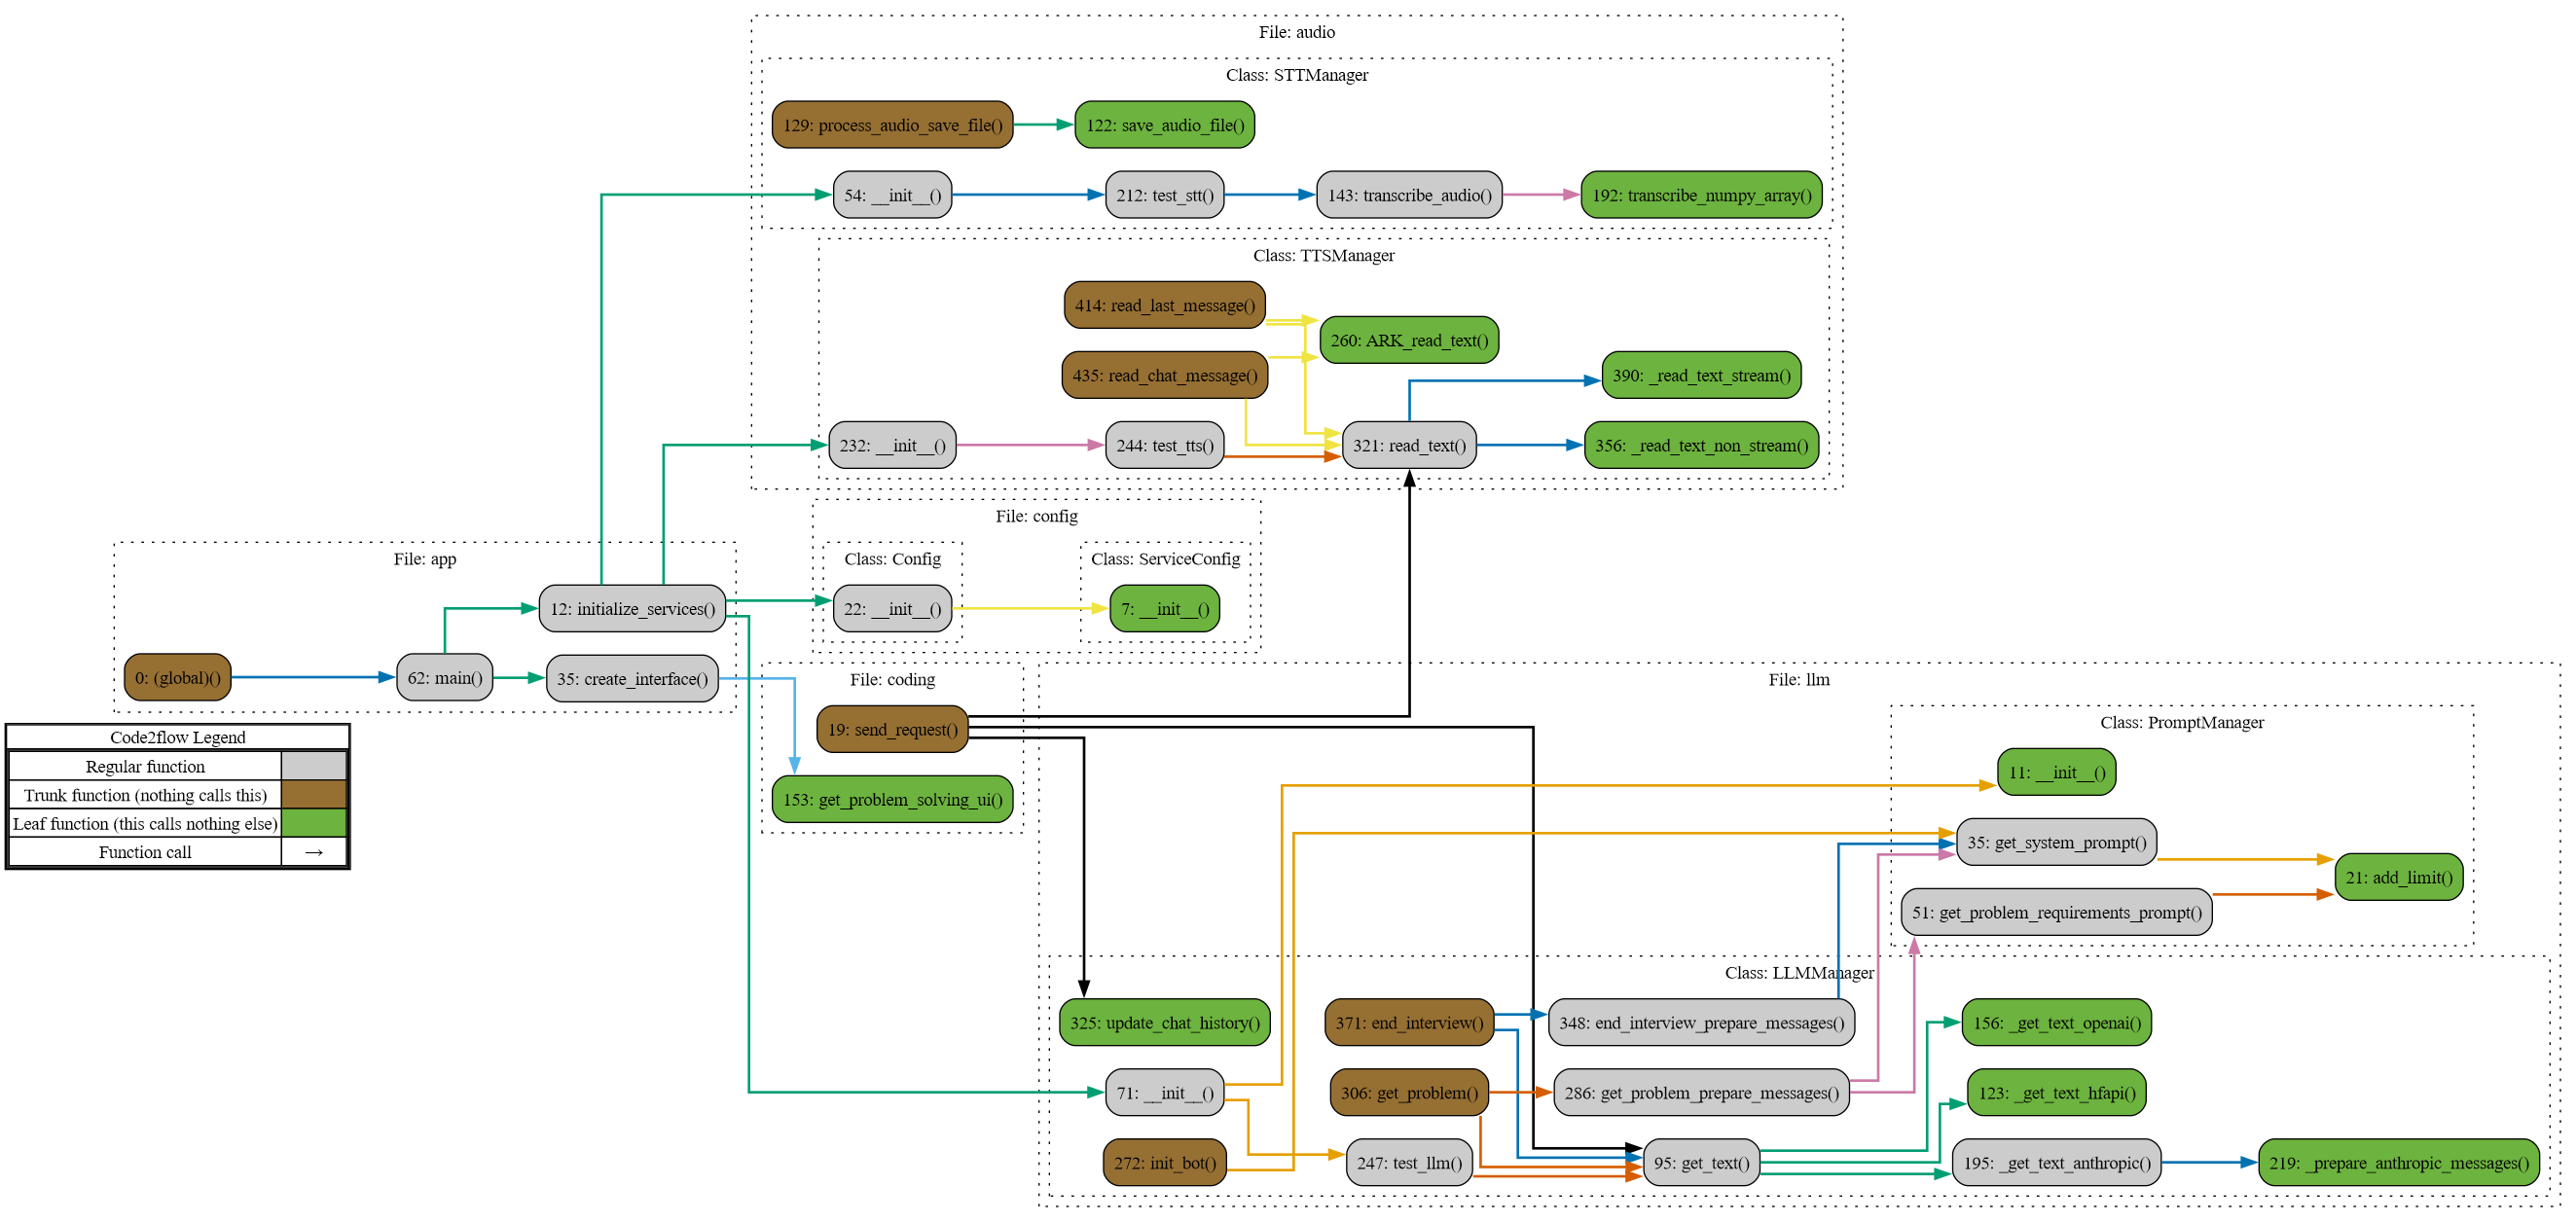 File: audio
Class: STTManager
129: process_audio_save_file()
122: save_audio_file()
54: __init__()
212: test_stt()
143: transcribe_audio()
192: transcribe_numpy_array()
Class: TTSManager
414: read_last_message()
260: ARK_read_text()
435: read_chat_message()
390: _read_text_stream()
232: __init__()
244: test_tts()
321: read_text()
356: _read_text_non_stream()
File: config
Class: Config
Class: ServiceConfig
22: __init__()
7: __init__()
File: app
12: initialize_services()
0: (global)()
62: main()
35: create_interface()
File: coding
19: send_request()
153: get_problem_solving_ui()
Code2flow Legend
Regular function
Trunk function (nothing calls this)
Leaf function (this calls nothing else)
Function call →
File: llm
Class: PromptManager
11: __init__()
35: get_system_prompt()
21: add_limit()
51: get_problem_requirements_prompt()
Class: LLMManager
325: update_chat_history()
371: end_interview()
348: end_interview_prepare_messages()
156: _get_text_openai()
71: __init__()
306: get_problem()
286: get_problem_prepare_messages()
123: _get_text_hfapi()
272: init_bot()
247: test_llm()
95: get_text()
195: _get_text_anthropic()
219: _prepare_anthropic_messages()